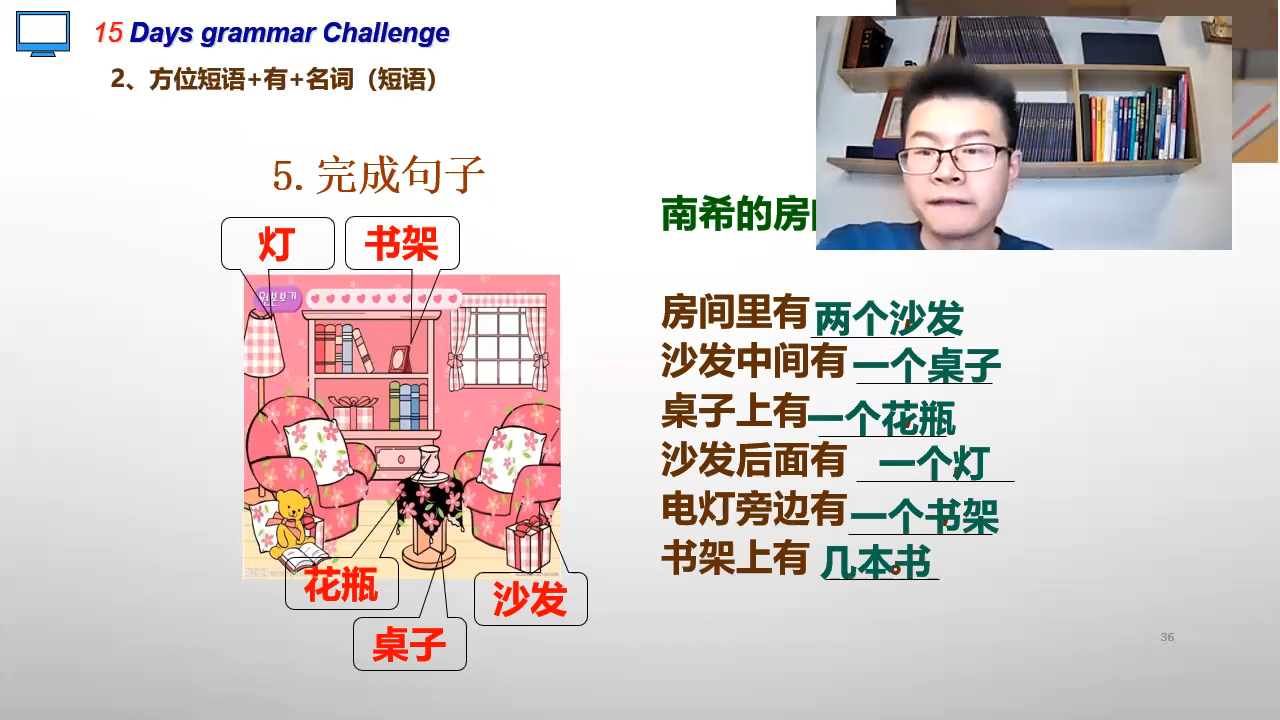 15 Days grammar Challenge
2、方位短语+有+名词（短语）
5. 完成句子
灯
书架
원본보기
南希的房
房间里有两个沙发
沙发中间有一个桌子
桌子上有一个花瓶
沙发后面有 一个灯
电灯旁边有一个书架
书架上有 几本书
花瓶
沙发
桌子
36